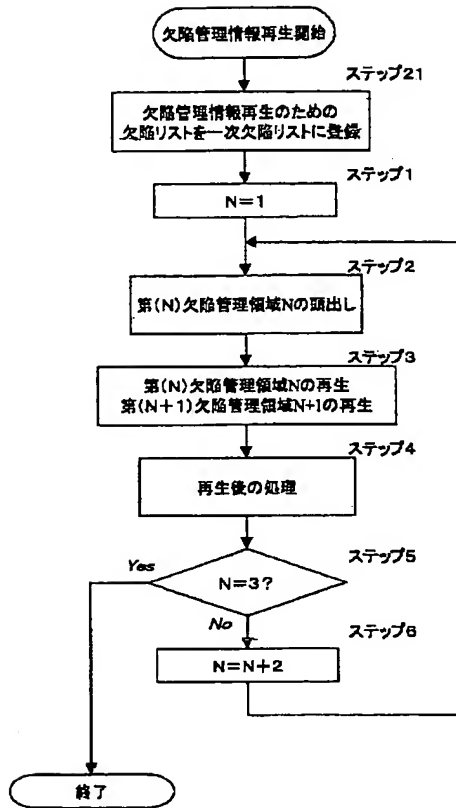 欠陥管理情報再生開始
ステップ21
欠陥管理情報再生のための
欠陥リストを一次欠陥リストに登録
ステップ1
N=1
ステップ2
第(N)欠陥管理領域Nの頭出し
ステップ3
第(N)欠陥管理領域Nの再生
第(N+1)欠陥管理領域N+1の再生
ステップ4
再生後の処理
ステップ5
Yes
N=3?
No
ステップ6
N=N+2
終了